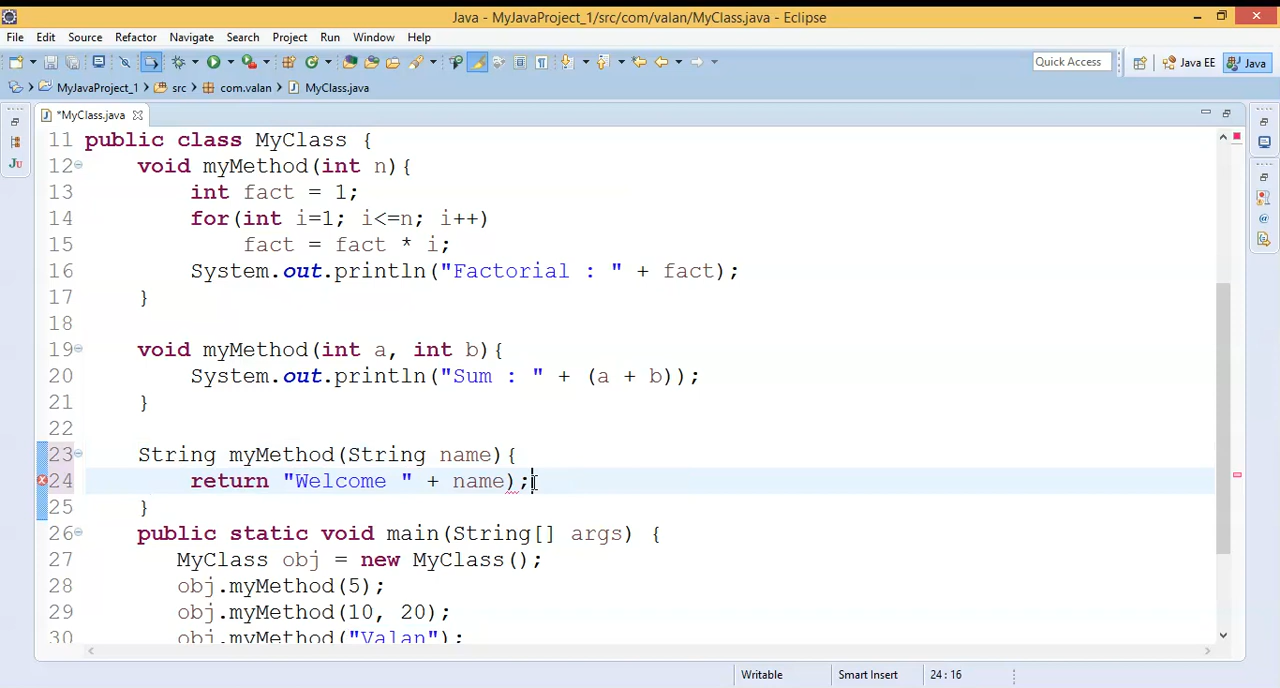 Java - MyJavaProject_1/src/com/valan/MyClass.java - Eclipse
File Edit Source Refactor Navigate Search Project Run Window Help
Quick Access Java EE Java
MyJavaProject_1 src com.valan MyClass.java
*MyClass.java
11 public class MyClass {
12 void myMethod(int n){
13 int fact = 1;
14 for(int i=1; i<=n; i++)
15 fact = fact * i;
16 System.out.println("Factorial : " + fact);
17 }
18
19 void myMethod(int a, int b){
20 System.out.println("Sum : " + (a + b));
21 }
22
23 String myMethod(String name){
24 return "Welcome " + name);
25 }
26 public static void main(String[] args) {
27 MyClass obj = new MyClass();
28 obj.myMethod(5);
29 obj.myMethod(10, 20);
30 obj.myMethod("Valan");
Writable Smart Insert 24 : 16